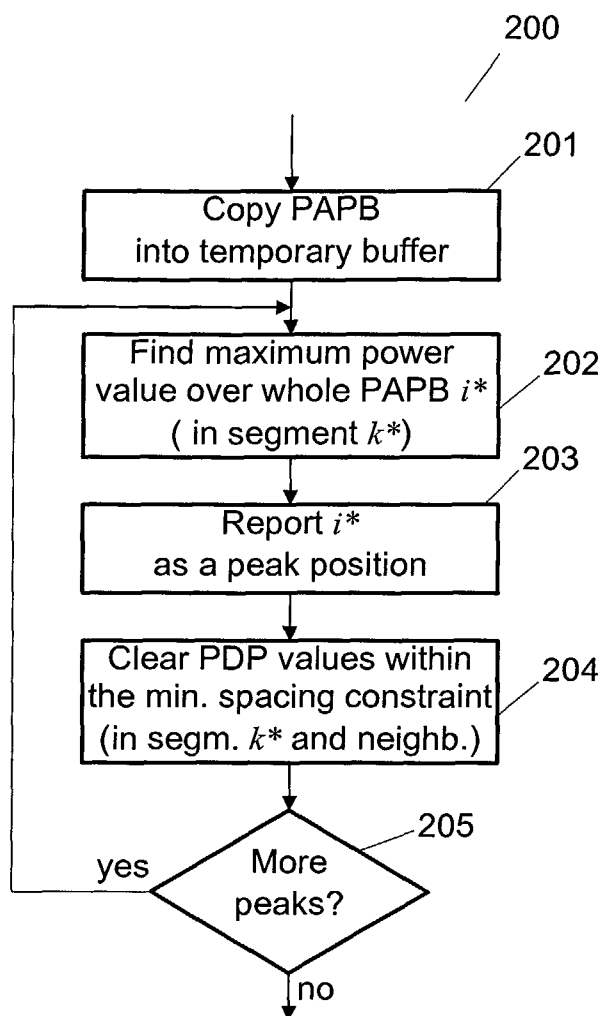 200
201
Copy PAPB
into temporary buffer
Find maximum power
value over whole PAPB i*
( in segment k*)
202
203
Report i*
as a peak position
Clear PDP values within
the min. spacing constraint
(in segm. k* and neighb.)
204
205
yes
More
peaks?
no